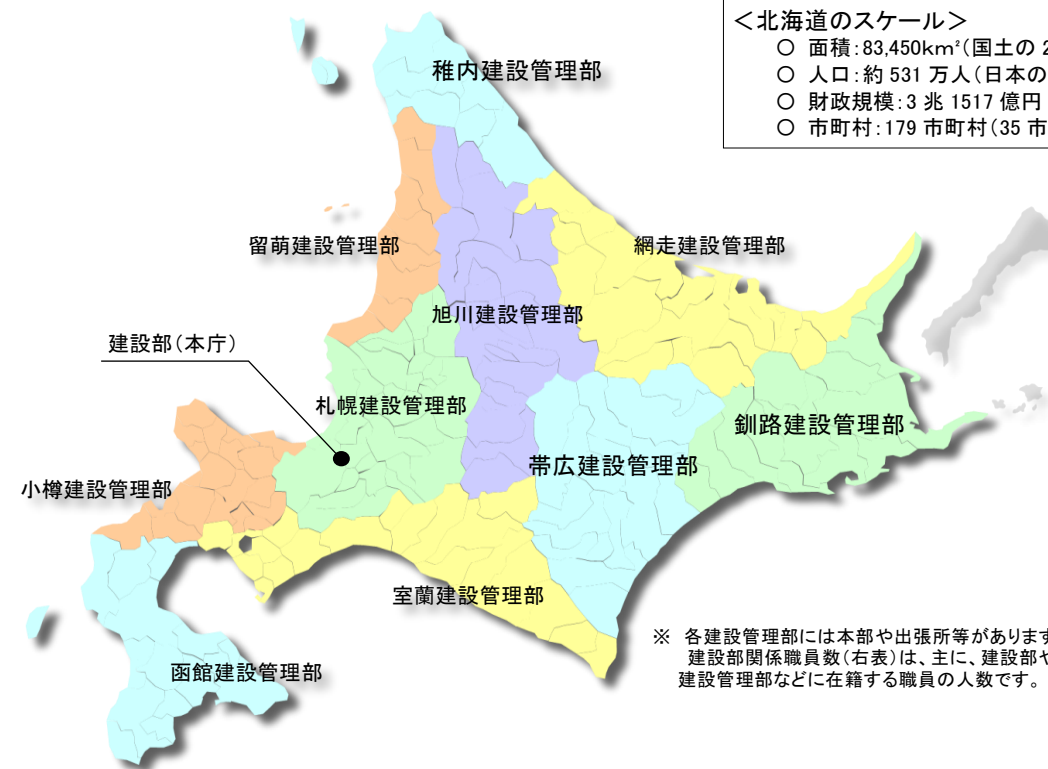 ＜北海道のスケール＞
○ 面積：83,450km²（国土の 2
○ 人口：約 531 万人（日本の
○ 財政規模：3 兆 1517 億円
○ 市町村：179 市町村（35 市
稚内建設管理部
留萌建設管理部
網走建設管理部
旭川建設管理部
建設部（本庁）
札幌建設管理部
釧路建設管理部
帯広建設管理部
小樽建設管理部
室蘭建設管理部
函館建設管理部
※ 各建設管理部には本部や出張所等があります
建設部関係職員数（右表）は、主に、建設部や
建設管理部などに在籍する職員の人数です。